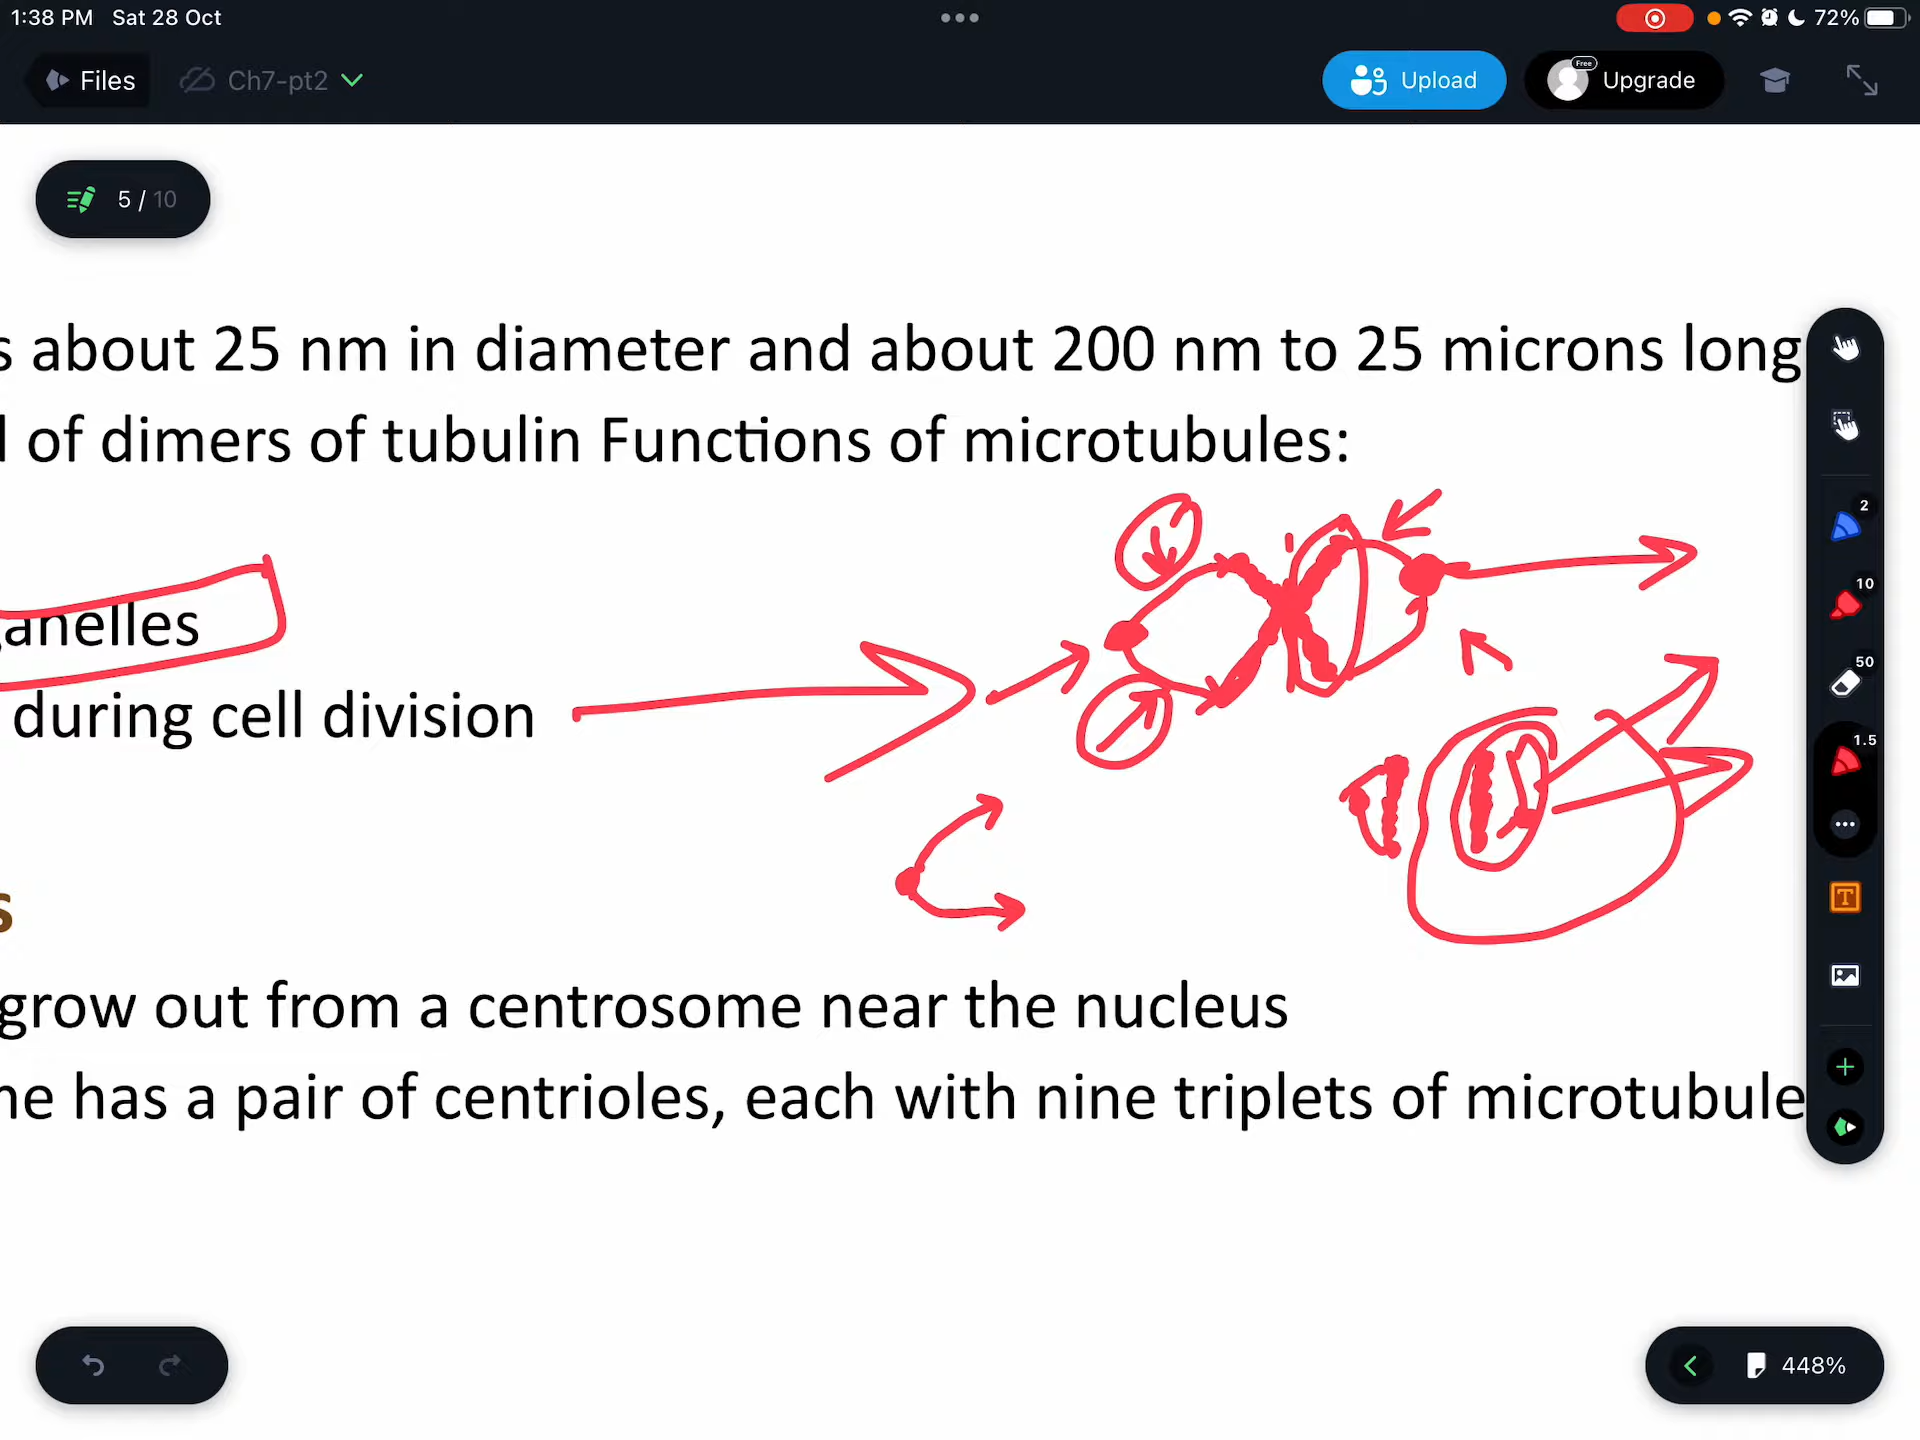 1:38 PM Sat 28 Oct 72%
Files Ch7-pt2 Upload Free Upgrade
5 / 10
s about 25 nm in diameter and about 200 nm to 25 microns long
l of dimers of tubulin Functions of microtubules:
2
anelles
10
50
during cell division
1.5
T
s
grow out from a centrosome near the nucleus
ne has a pair of centrioles, each with nine triplets of microtubule
448%